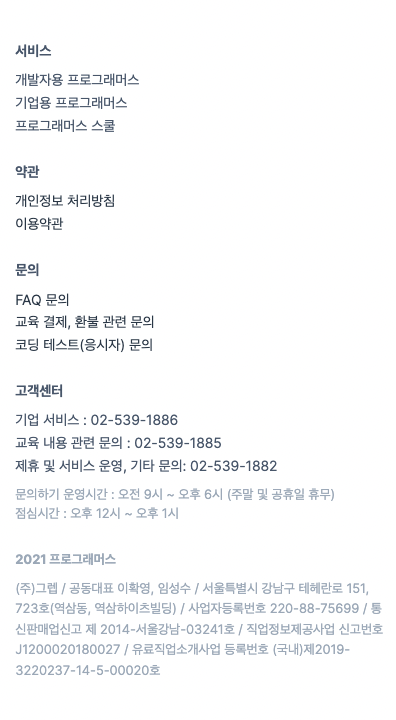 서비스
개발자용 프로그래머스
기업용 프로그래머스
프로그래머스 스쿨
약관
개인정보 처리방침
이용약관
문의
FAQ 문의
교육 결제, 환불 관련 문의
코딩 테스트(응시자) 문의
고객센터
기업 서비스 : 02-539-1886
교육 내용 관련 문의 : 02-539-1885
제휴 및 서비스 운영, 기타 문의: 02-539-1882
문의하기 운영시간 : 오전 9시 ~ 오후 6시 (주말 및 공휴일 휴무)
점심시간 : 오후 12시 ~ 오후 1시
2021 프로그래머스
(주)그렙 / 공동대표 이확영, 임성수 / 서울특별시 강남구 테헤란로 151,
723호(역삼동, 역삼하이츠빌딩) / 사업자등록번호 220-88-75699 / 통
신판매업신고 제 2014-서울강남-03241호 / 직업정보제공사업 신고번호
J1200020180027 / 유료직업소개사업 등록번호 (국내)제2019-
3220237-14-5-00020호